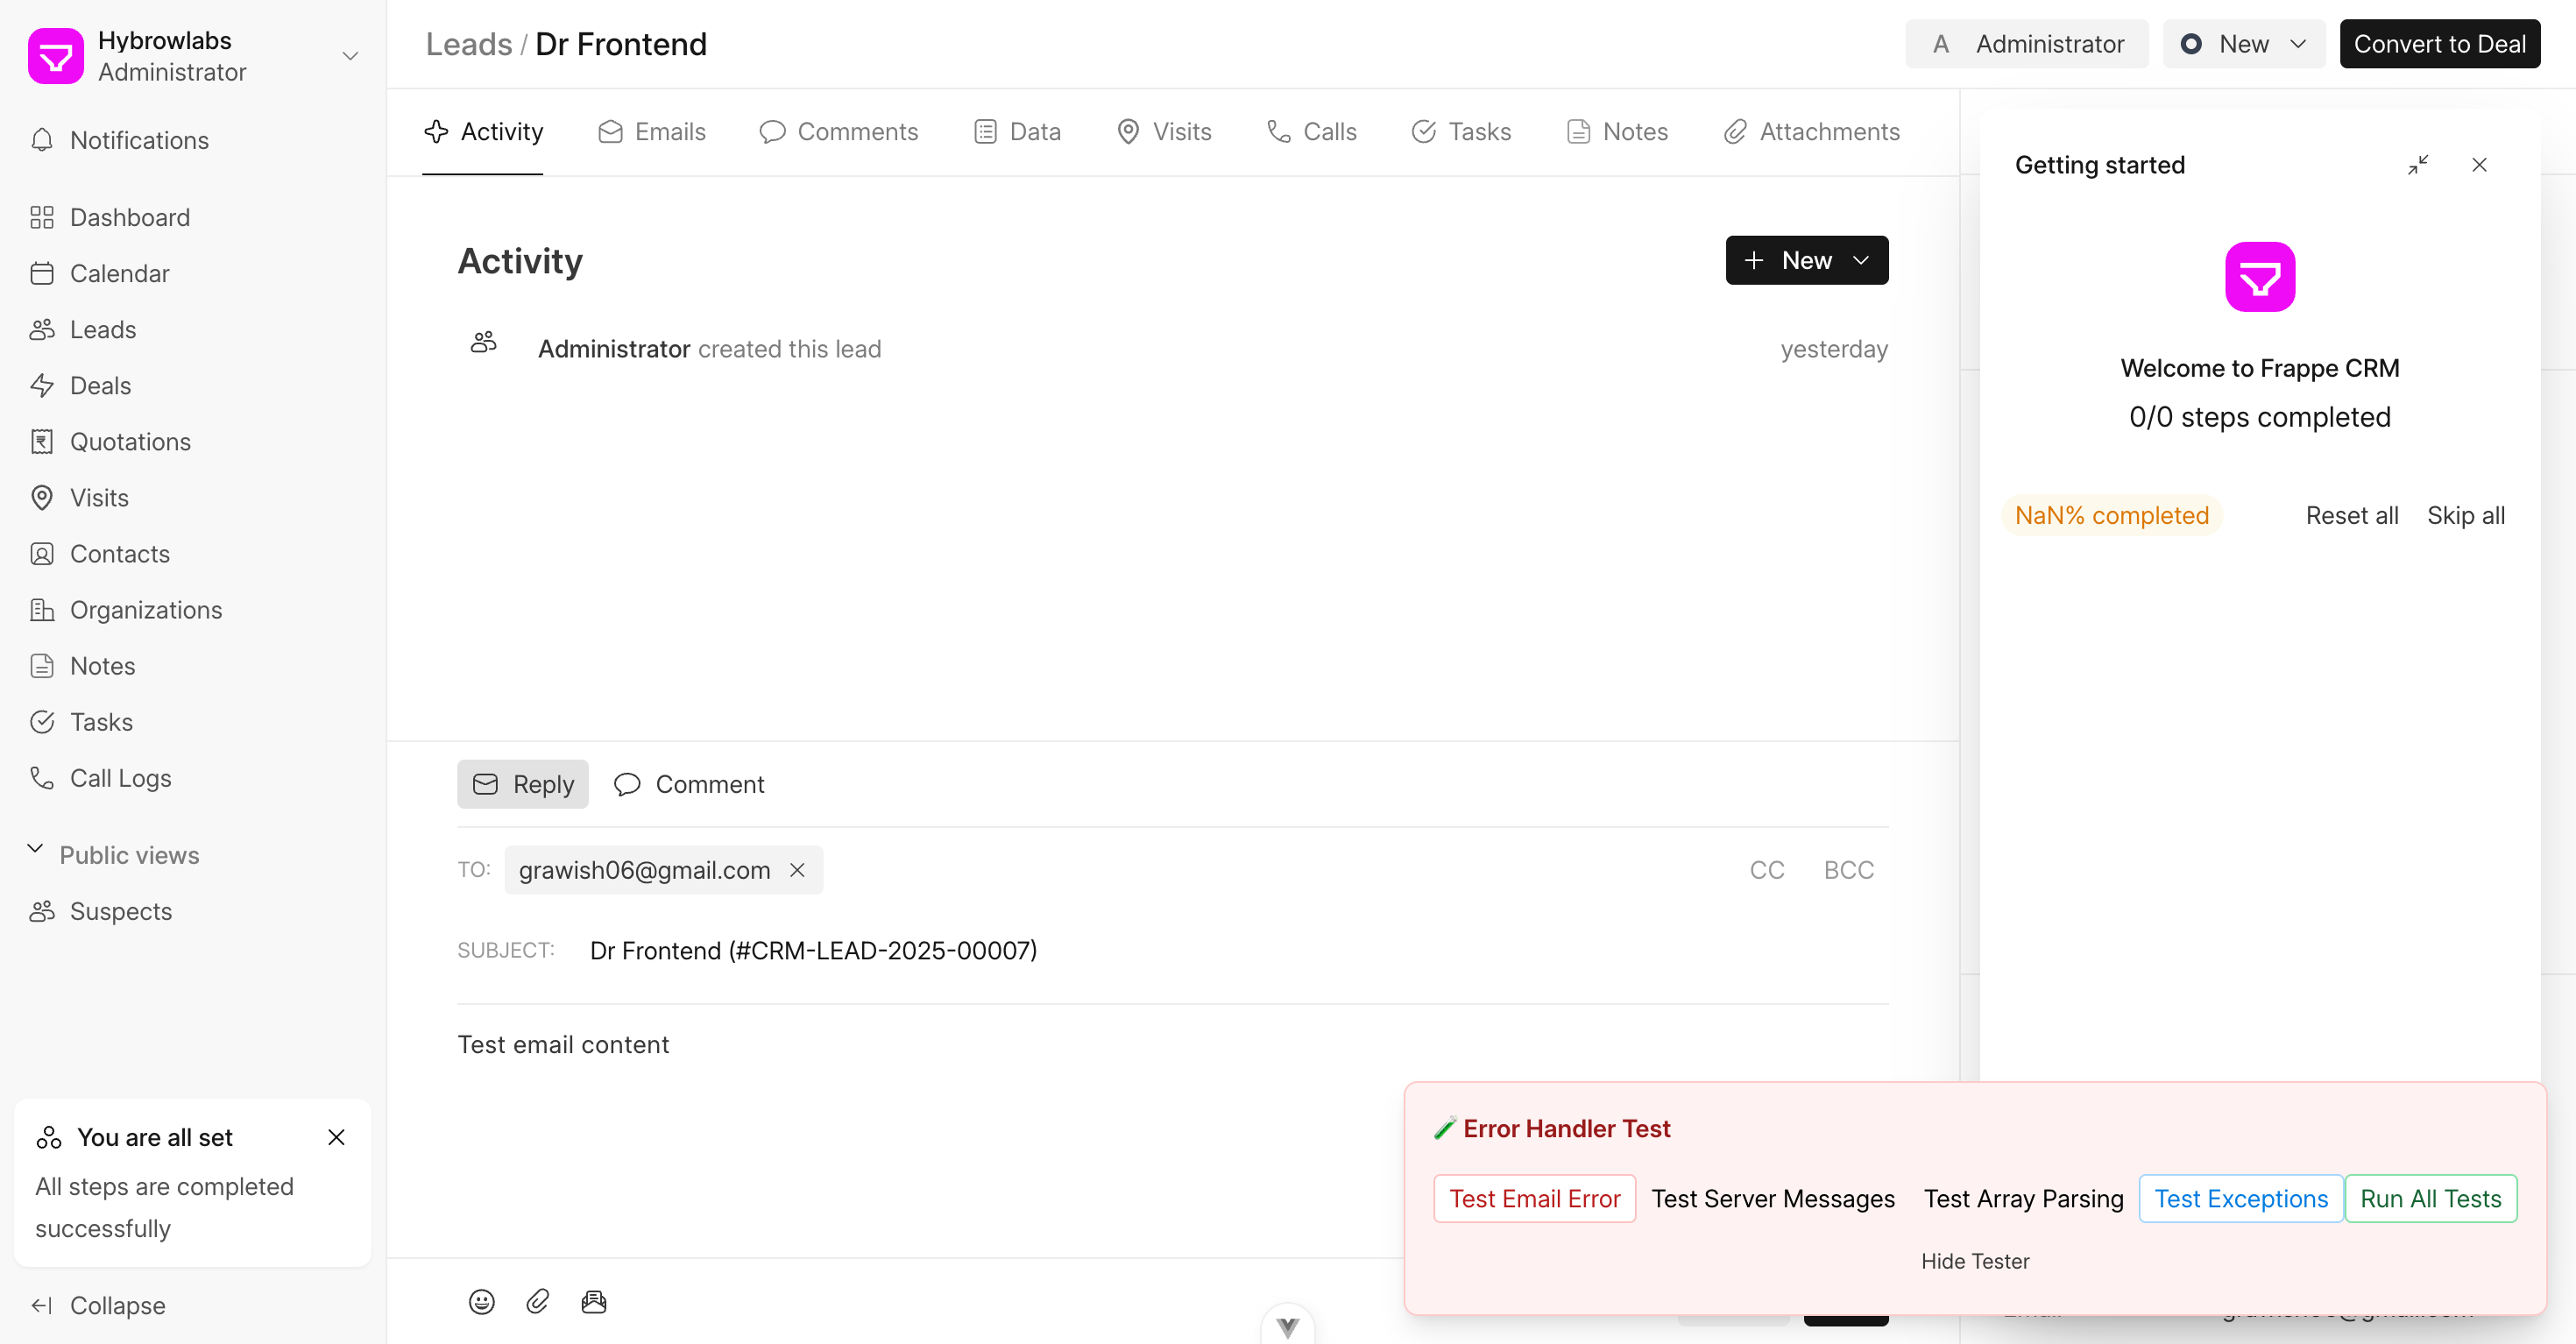 Hybrowlabs
Administrator
Notifications
Dashboard
Calendar
Leads
Deals
Quotations
Visits
Contacts
Organizations
Notes
Tasks
Call Logs
Public views
Suspects
You are all set
All steps are completed
successfully
Collapse
Leads / Dr Frontend
A Administrator
New
Convert to Deal
Activity
Emails
Comments
Data
Visits
Calls
Tasks
Notes
Attachments
Activity
New
Administrator created this lead
yesterday
Reply
Comment
TO: grawish06@gmail.com
CC
BCC
SUBJECT: Dr Frontend (#CRM-LEAD-2025-00007)
Test email content
Getting started
Welcome to Frappe CRM
0/0 steps completed
NaN% completed
Reset all
Skip all
Error Handler Test
Test Email Error
Test Server Messages
Test Array Parsing
Test Exceptions
Run All Tests
Hide Tester